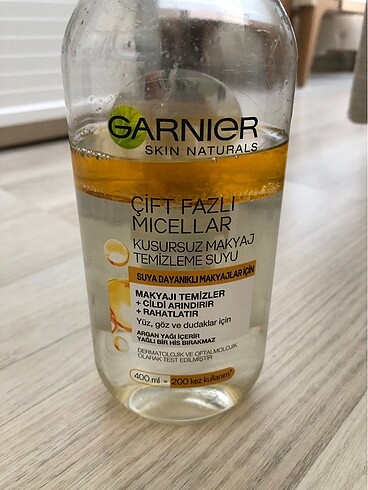 GARNIER
SKIN NATURALS
ÇİFT FAZLI
MICELLAR
KUSURSUZ MAKYAJ
TEMİZLEME SUYU
SUYA DAYANIKLI MAKYAJLAR İÇİN
MAKYAJI TEMİZLER
+ CİLDİ ARINDIRIR
+ RAHATLATIR
Yüz, göz ve dudaklar için
ARGAN YAĞI İÇERİR
YAĞLI BİR HİS BIRAKMAZ
DERMATOLOJİK VE OFTALMOLOJİK
OLARAK TEST EDİLMİŞTİR
400 ml = 200 kez kullanım*